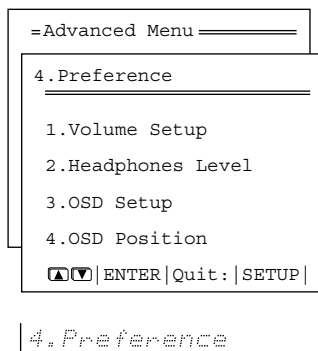 =Advanced Menu
4.Preference
1.Volume Setup
2.Headphones Level
3.OSD Setup
4.OSD Position
▲▼|ENTER|Quit:|SETUP|
4.Preference